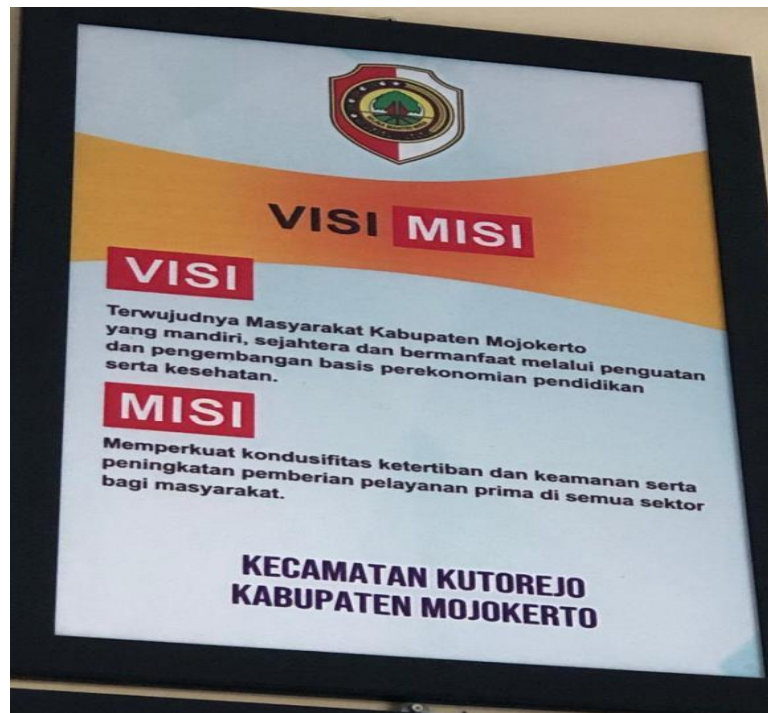 VISI MISI
VISI
Terwujudnya Masyarakat Kabupaten Mojokerto
yang mandiri, sejahtera dan bermanfaat melalui penguatan
dan pengembangan basis perekonomian pendidikan
serta kesehatan.
MISI
Memperkuat kondusifitas ketertiban dan keamanan serta
peningkatan pemberian pelayanan prima di semua sektor
bagi masyarakat.
KECAMATAN KUTOREJO
KABUPATEN MOJOKERTO